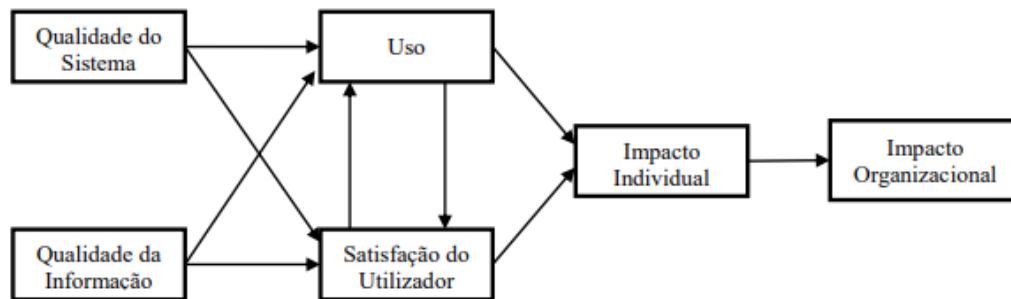 Qualidade do
Sistema
Uso
Impacto
Individual
Impacto
Organizacional
Qualidade da
Informação
Satisfação do
Utilizador